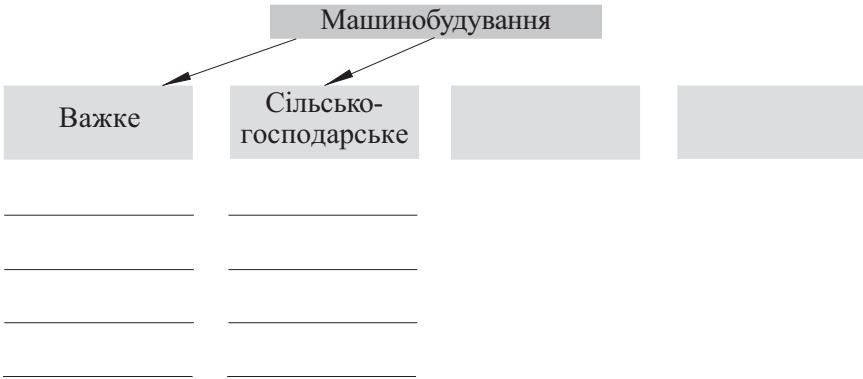 Машинобудування
Важке
Сільсько-
господарське